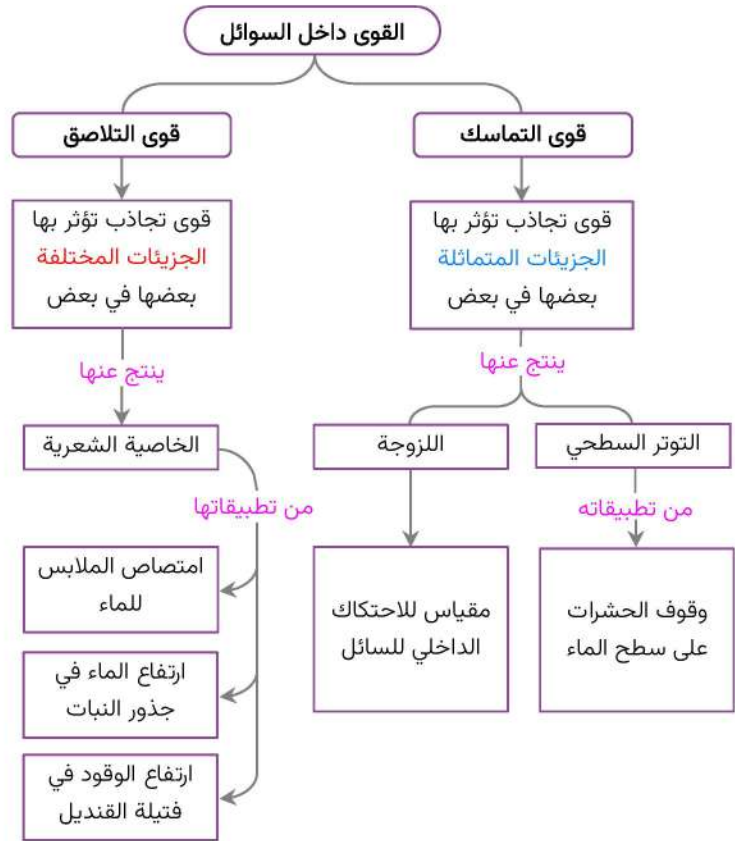 القوى داخل السوائل
قوى التماسك
قوى تجاذب تؤثر بها
الجزيئات المتماثلة
بعضها في بعض
ينتج عنها
التوتر السطحي
من تطبيقاته
وقوف الحشرات
على سطح الماء
اللزوجة
مقياس للاحتكاك
الداخلي للسائل
قوى التلاصق
قوى تجاذب تؤثر بها
الجزيئات المختلفة
بعضها في بعض
ينتج عنها
الخاصية الشعرية
من تطبيقاتها
امتصاص الملابس
للماء
ارتفاع الماء في
جذور النبات
ارتفاع الوقود في
فتيلة القنديل